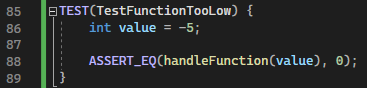 85 TEST(TestFunctionTooLow) {
86     int value = -5;
87
88     ASSERT_EQ(handleFunction(value), 0);
89 }